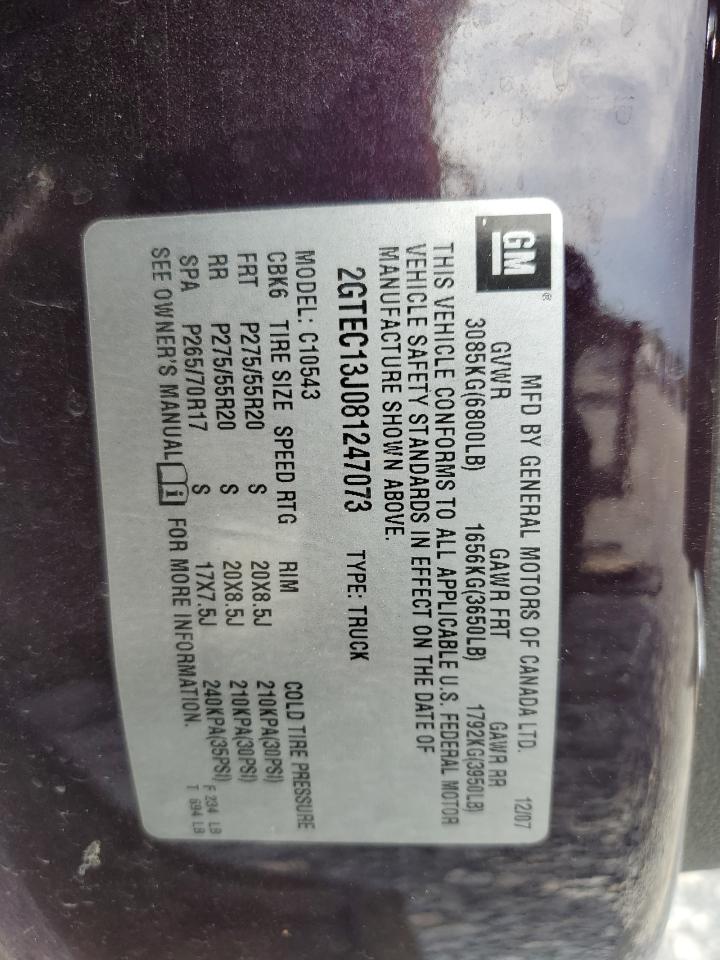 GM ®
MFD BY GENERAL MOTORS OF CANADA LTD. 12/07
GVWR GAWR FRT GAWR RR
3085KG(6800LB) 1656KG(3650LB) 1792KG(3950LB)
THIS VEHICLE CONFORMS TO ALL APPLICABLE U.S. FEDERAL MOTOR
VEHICLE SAFETY STANDARDS IN EFFECT ON THE DATE OF
MANUFACTURE SHOWN ABOVE.
2GTEC13J081247073 TYPE: TRUCK
MODEL: C10543
CBK6 TIRE SIZE SPEED RTG RIM COLD TIRE PRESSURE
FRT P275/55R20 S 20X8.5J 210KPA(30PSI)
RR P275/55R20 S 20X8.5J 210KPA(30PSI)
SPA P265/70R17 S 17X7.5J 240KPA(35PSI)
SEE OWNER'S MANUAL i FOR MORE INFORMATION.
F 234 LB
T 694 LB